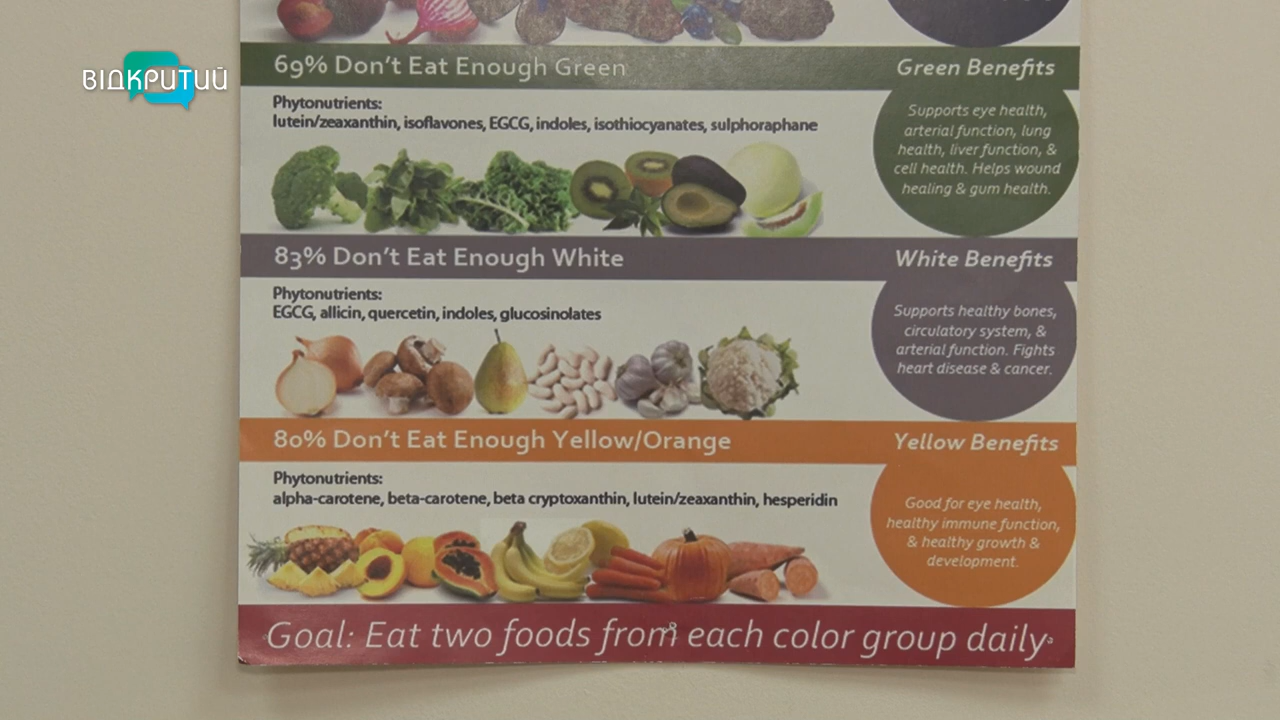 ВІДКРИТИЙ
69% Don't Eat Enough Green
Green Benefits
Phytonutrients:
lutein/zeaxanthin, isoflavones, EGCG, indoles, isothiocyanates, sulphoraphane
Supports eye health,
arterial function, lung
health, liver function, &
cell health. Helps wound
healing & gum health.
83% Don't Eat Enough White
White Benefits
Phytonutrients:
EGCG, allicin, quercetin, indoles, glucosinolates
Supports healthy bones,
circulatory system, &
arterial function. Fights
heart disease & cancer.
80% Don't Eat Enough Yellow/Orange
Yellow Benefits
Phytonutrients:
alpha-carotene, beta-carotene, beta cryptoxanthin, lutein/zeaxanthin, hesperidin
Good for eye health,
healthy immune function,
& healthy growth &
development.
Goal: Eat two foods from each color group daily